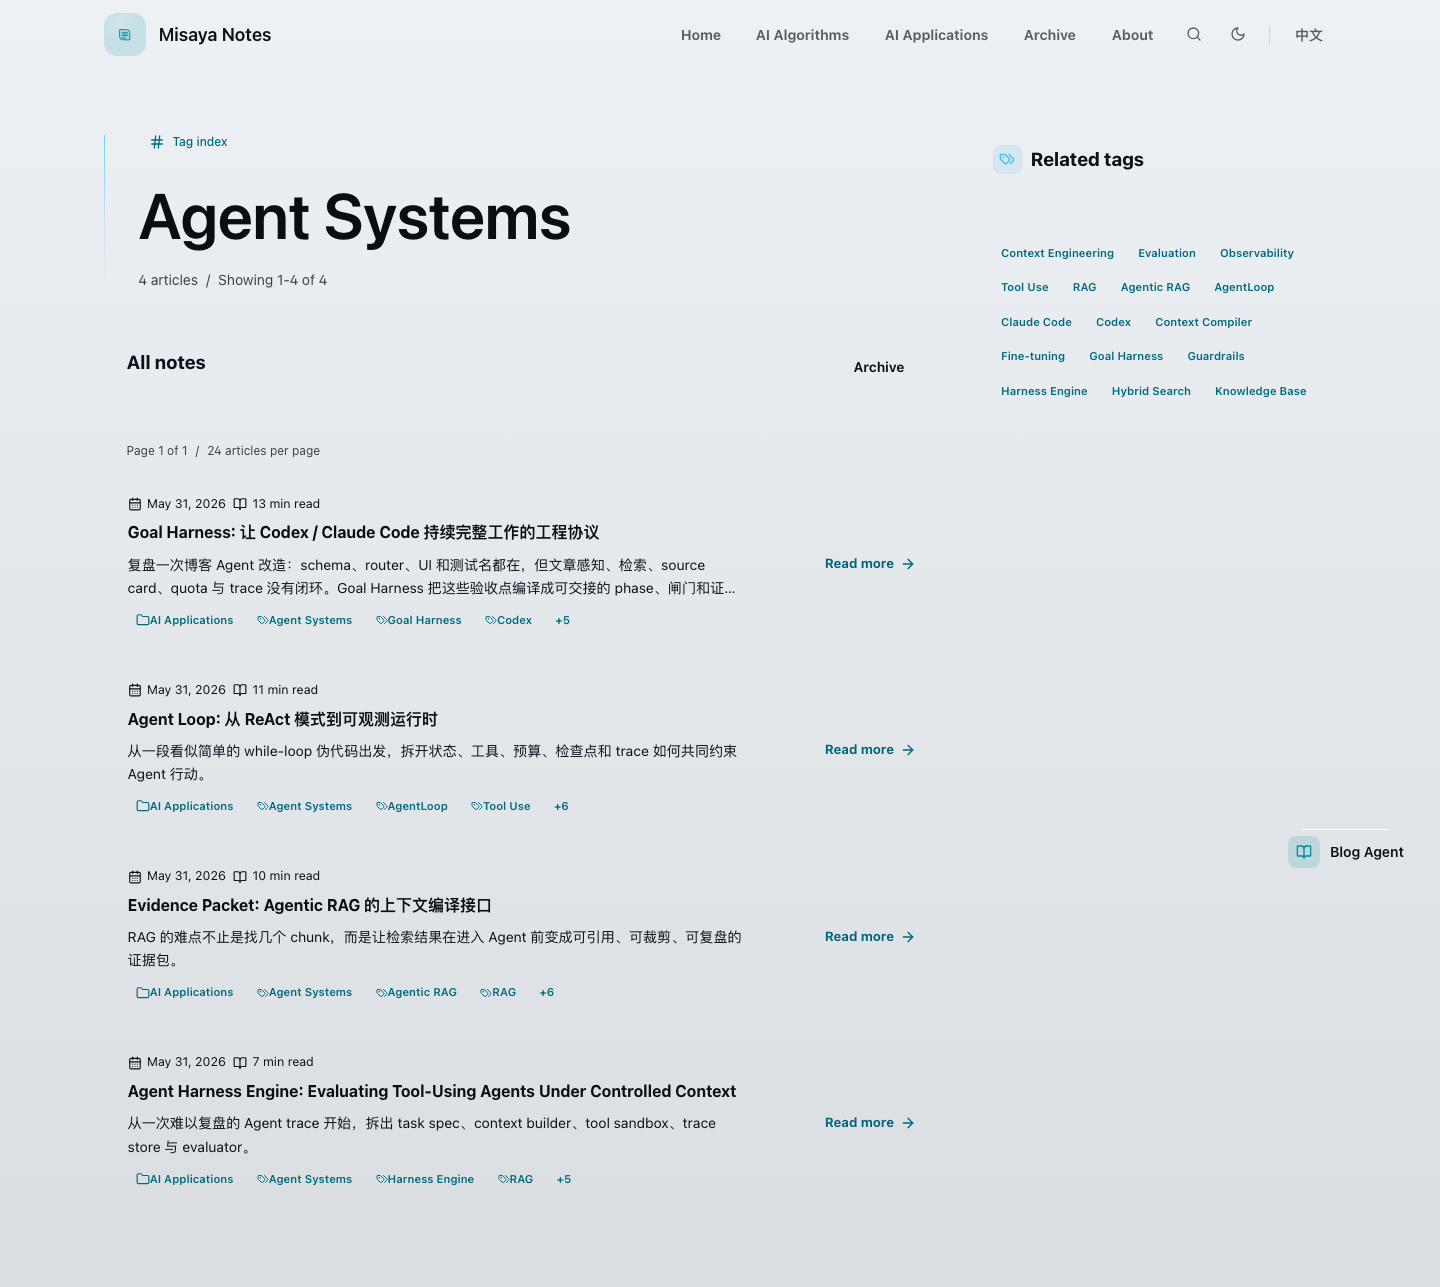 Misaya Notes
Home AI Algorithms AI Applications Archive About 中文
Tag index
Agent Systems
4 articles / Showing 1-4 of 4
All notes
Archive
Page 1 of 1 / 24 articles per page
May 31, 2026 13 min read
Goal Harness: 让 Codex / Claude Code 持续完整工作的工程协议
复盘一次博客 Agent 改造：schema、router、UI 和测试名都在，但文章感知、检索、source
card、quota 与 trace 没有闭环。Goal Harness 把这些验收点编译成可交接的 phase、闸门和证...
Read more
AI Applications Agent Systems Goal Harness Codex +5
May 31, 2026 11 min read
Agent Loop: 从 ReAct 模式到可观测运行时
从一段看似简单的 while-loop 伪代码出发，拆开状态、工具、预算、检查点和 trace 如何共同约束
Agent 行动。
Read more
AI Applications Agent Systems AgentLoop Tool Use +6
May 31, 2026 10 min read
Evidence Packet: Agentic RAG 的上下文编译接口
RAG 的难点不止是找几个 chunk，而是让检索结果在进入 Agent 前变成可引用、可裁剪、可复盘的
证据包。
Read more
AI Applications Agent Systems Agentic RAG RAG +6
May 31, 2026 7 min read
Agent Harness Engine: Evaluating Tool-Using Agents Under Controlled Context
从一次难以复盘的 Agent trace 开始，拆出 task spec、context builder、tool sandbox、trace
store 与 evaluator。
Read more
AI Applications Agent Systems Harness Engine RAG +5
Related tags
Context Engineering Evaluation Observability
Tool Use RAG Agentic RAG AgentLoop
Claude Code Codex Context Compiler
Fine-tuning Goal Harness Guardrails
Harness Engine Hybrid Search Knowledge Base
Blog Agent